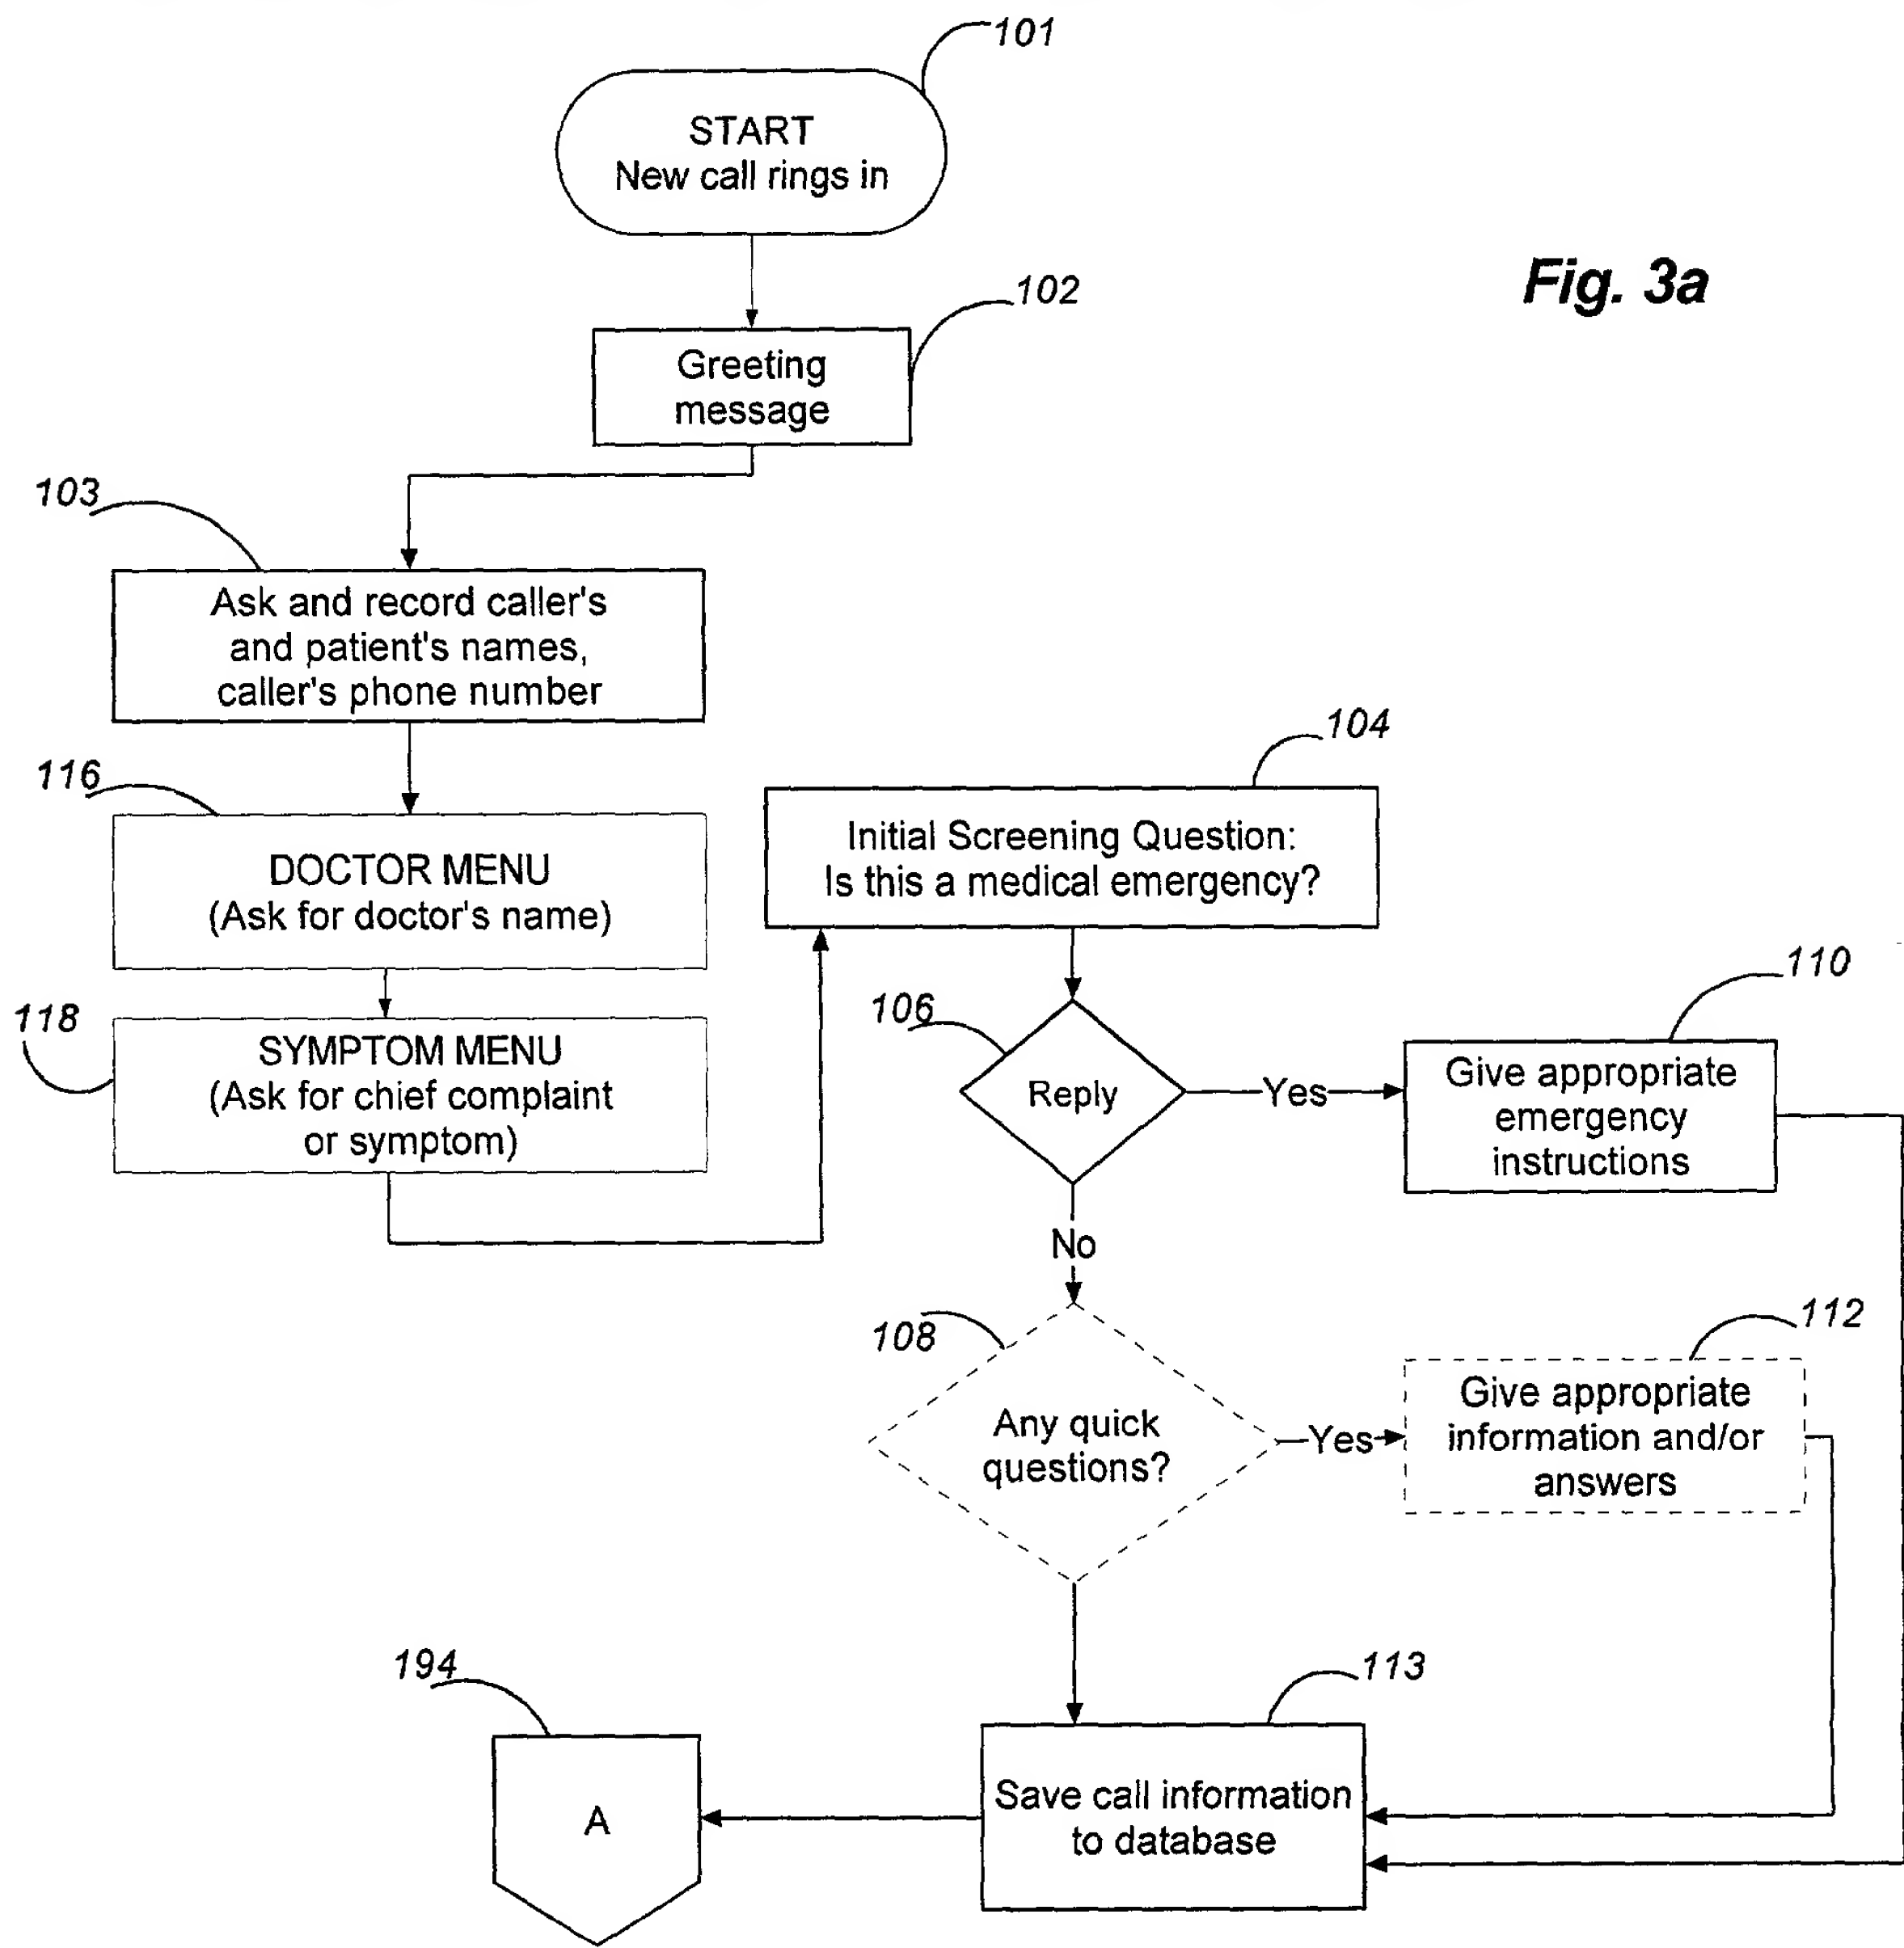 101
START
New call rings in
Fig. 3a
102
Greeting
message
103
Ask and record caller's
and patient's names,
caller's phone number
116
DOCTOR MENU
(Ask for doctor's name)
118
SYMPTOM MENU
(Ask for chief complaint
or symptom)
104
Initial Screening Question:
Is this a medical emergency?
106
Reply
Yes
110
Give appropriate
emergency
instructions
No
108
Any quick
questions?
Yes
112
Give appropriate
information and/or
answers
113
Save call information
to database
194
A